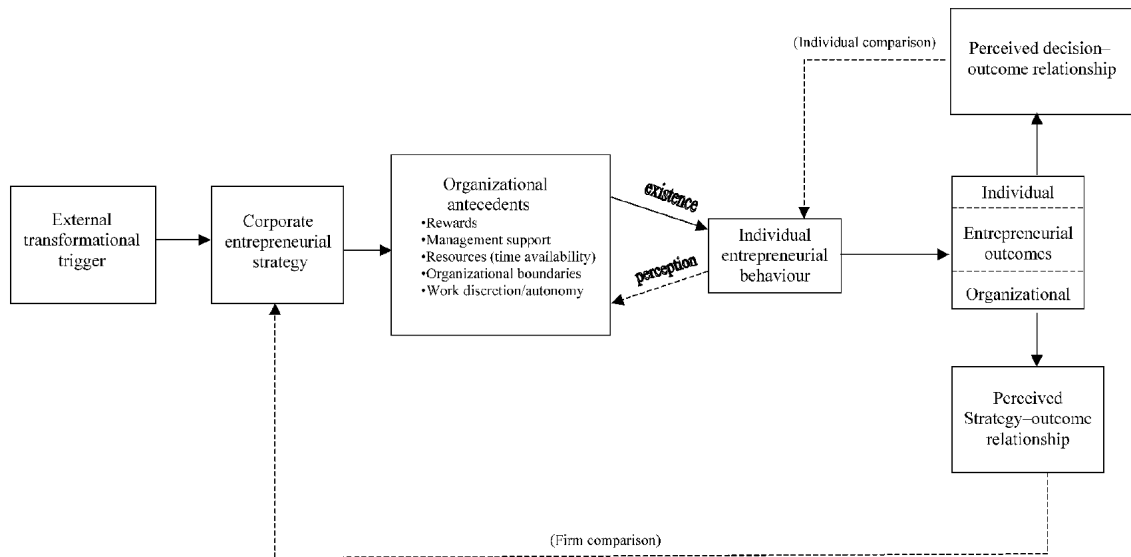 (Individual comparison)
Perceived decision–
outcome relationship
External
transformational
trigger
Corporate
entrepreneurial
strategy
Organizational
antecedents
•Rewards
•Management support
•Resources (time availability)
•Organizational boundaries
•Work discretion/autonomy
existence
perception
Individual
entrepreneurial
behaviour
Individual
Entrepreneurial
outcomes
Organizational
Perceived
Strategy–outcome
relationship
(Firm comparison)